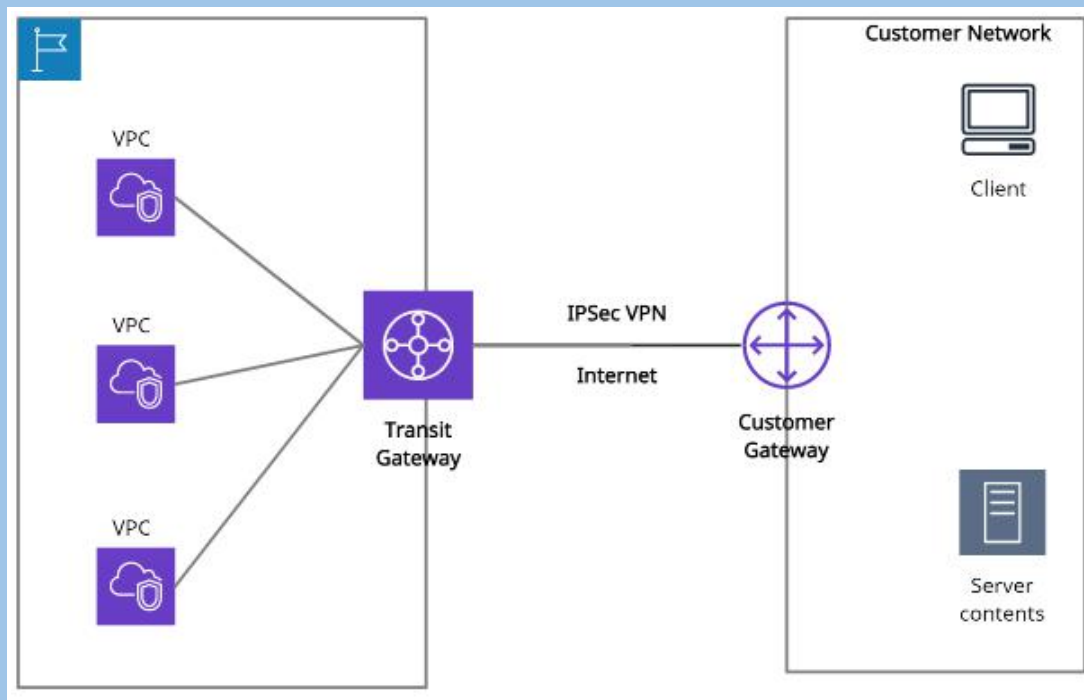 Customer Network
VPC
Client
VPC
IPSec VPN
Internet
Transit
Gateway
Customer
Gateway
VPC
Server
contents